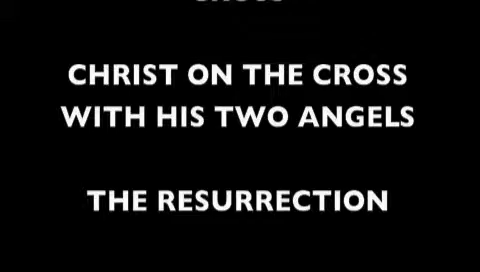 CHRIST ON THE CROSS
WITH HIS TWO ANGELS
THE RESURRECTION